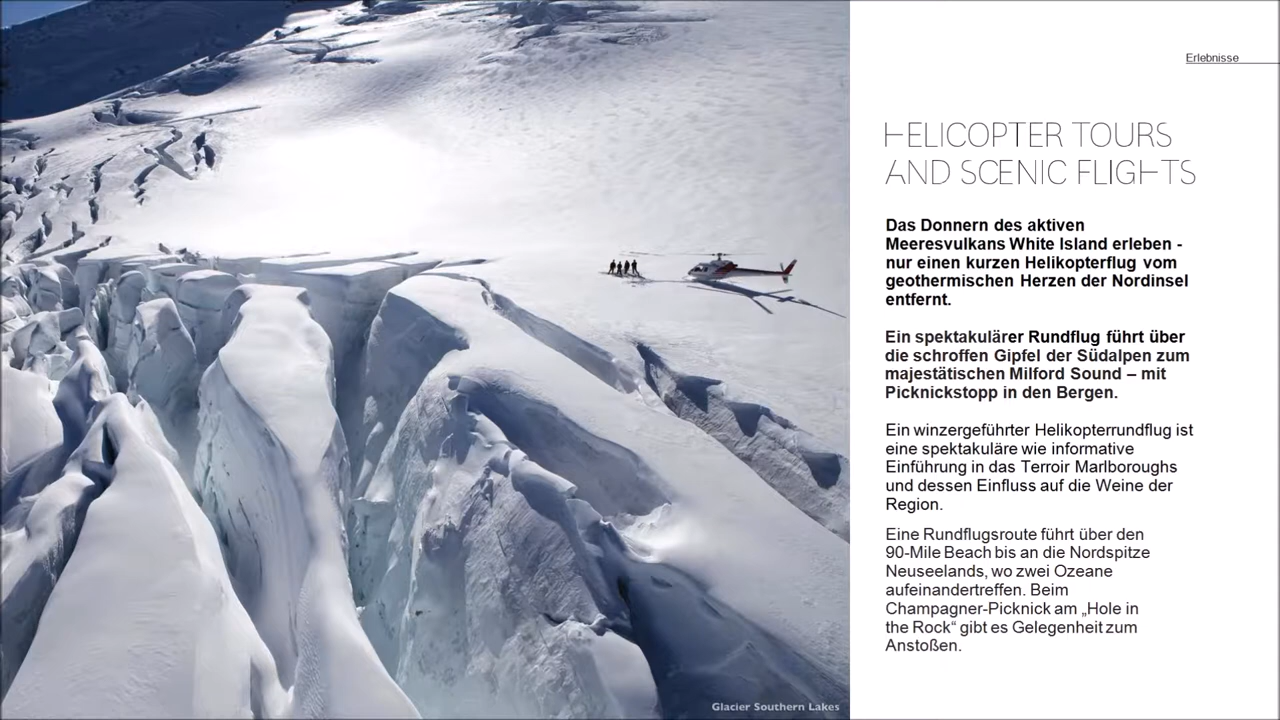 Erlebnisse
HELICOPTER TOURS
AND SCENIC FLIGHTS
Das Donnern des aktiven
Meeresvulkans White Island erleben -
nur einen kurzen Helikopterflug vom
geothermischen Herzen der Nordinsel
entfernt.
Ein spektakulärer Rundflug führt über
die schroffen Gipfel der Südalpen zum
majestätischen Milford Sound – mit
Picknickstopp in den Bergen.
Ein winzergeführter Helikopterrundflug ist
eine spektakuläre wie informative
Einführung in das Terroir Marlboroughs
und dessen Einfluss auf die Weine der
Region.
Eine Rundflugsroute führt über den
90-Mile Beach bis an die Nordspitze
Neuseelands, wo zwei Ozeane
aufeinandertreffen. Beim
Champagner-Picknick am „Hole in
the Rock“ gibt es Gelegenheit zum
Anstoßen.
Glacier Southern Lakes